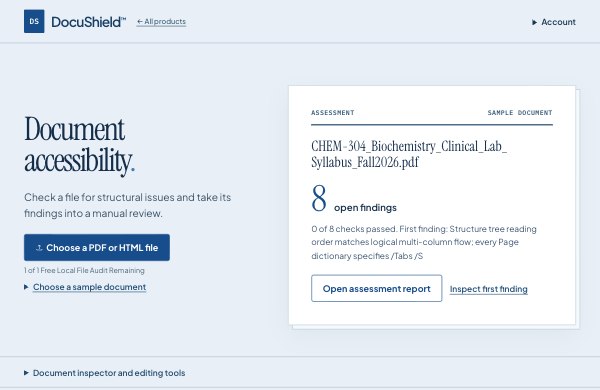 DS DocuShield™ ← All products
▶ Account
Document
accessibility.
Check a file for structural issues and take its
findings into a manual review.
Choose a PDF or HTML file
1 of 1 Free Local File Audit Remaining
▶ Choose a sample document
ASSESSMENT SAMPLE DOCUMENT
CHEM-304_Biochemistry_Clinical_Lab_
Syllabus_Fall2026.pdf
8 open findings
0 of 8 checks passed. First finding: Structure tree reading
order matches logical multi-column flow; every Page
dictionary specifies /Tabs /S
Open assessment report Inspect first finding
▶ Document inspector and editing tools